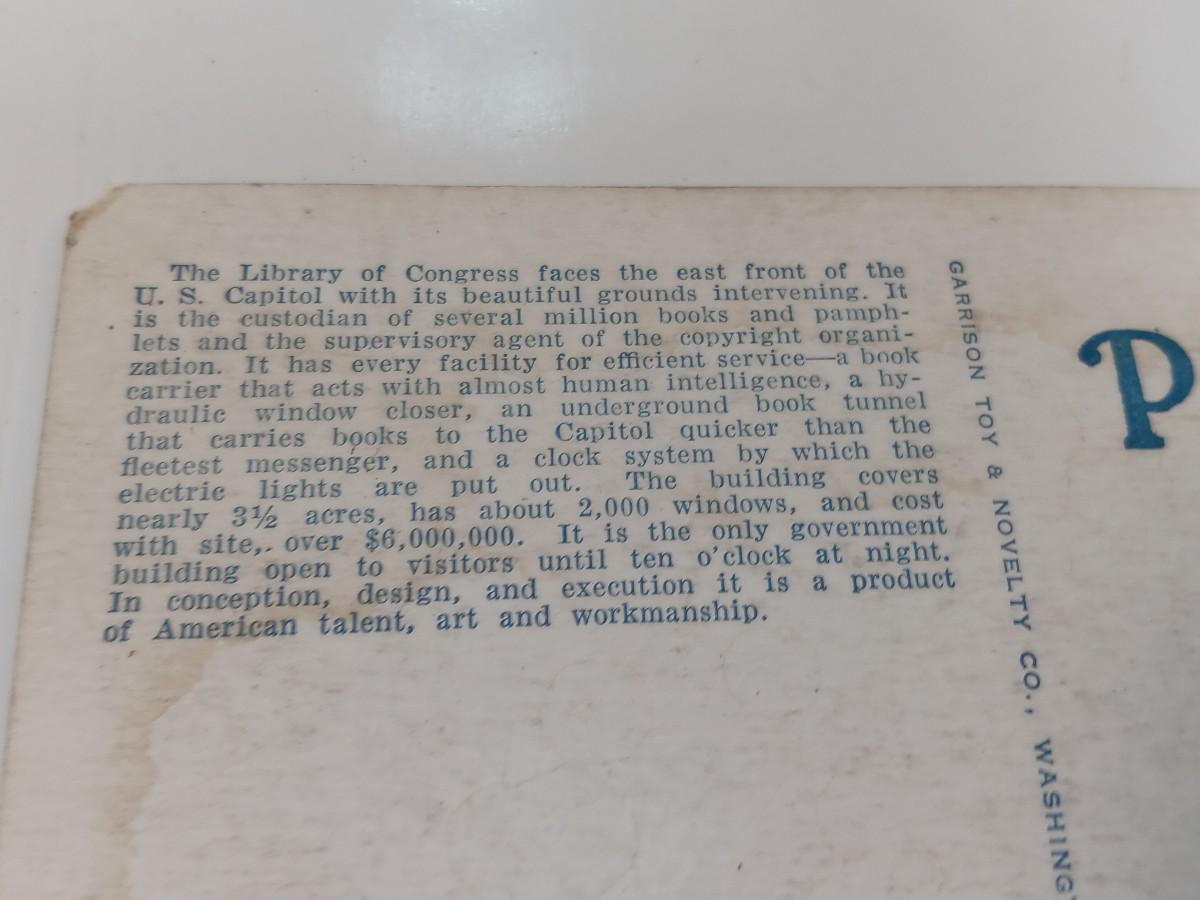 The Library of Congress faces the east front of the
U. S. Capitol with its beautiful grounds intervening. It
is the custodian of several million books and pamph-
lets and the supervisory agent of the copyright organi-
zation. It has every facility for efficient service—a book
carrier that acts with almost human intelligence, a hy-
draulic window closer, an underground book tunnel
that carries books to the Capitol quicker than the
fleetest messenger, and a clock system by which the
electric lights are put out. The building covers
nearly 3½ acres, has about 2,000 windows, and cost
with site, over $6,000,000. It is the only government
building open to visitors until ten o'clock at night.
In conception, design, and execution it is a product
of American talent, art and workmanship.
GARRISON TOY & NOVELTY CO., WASHING
P